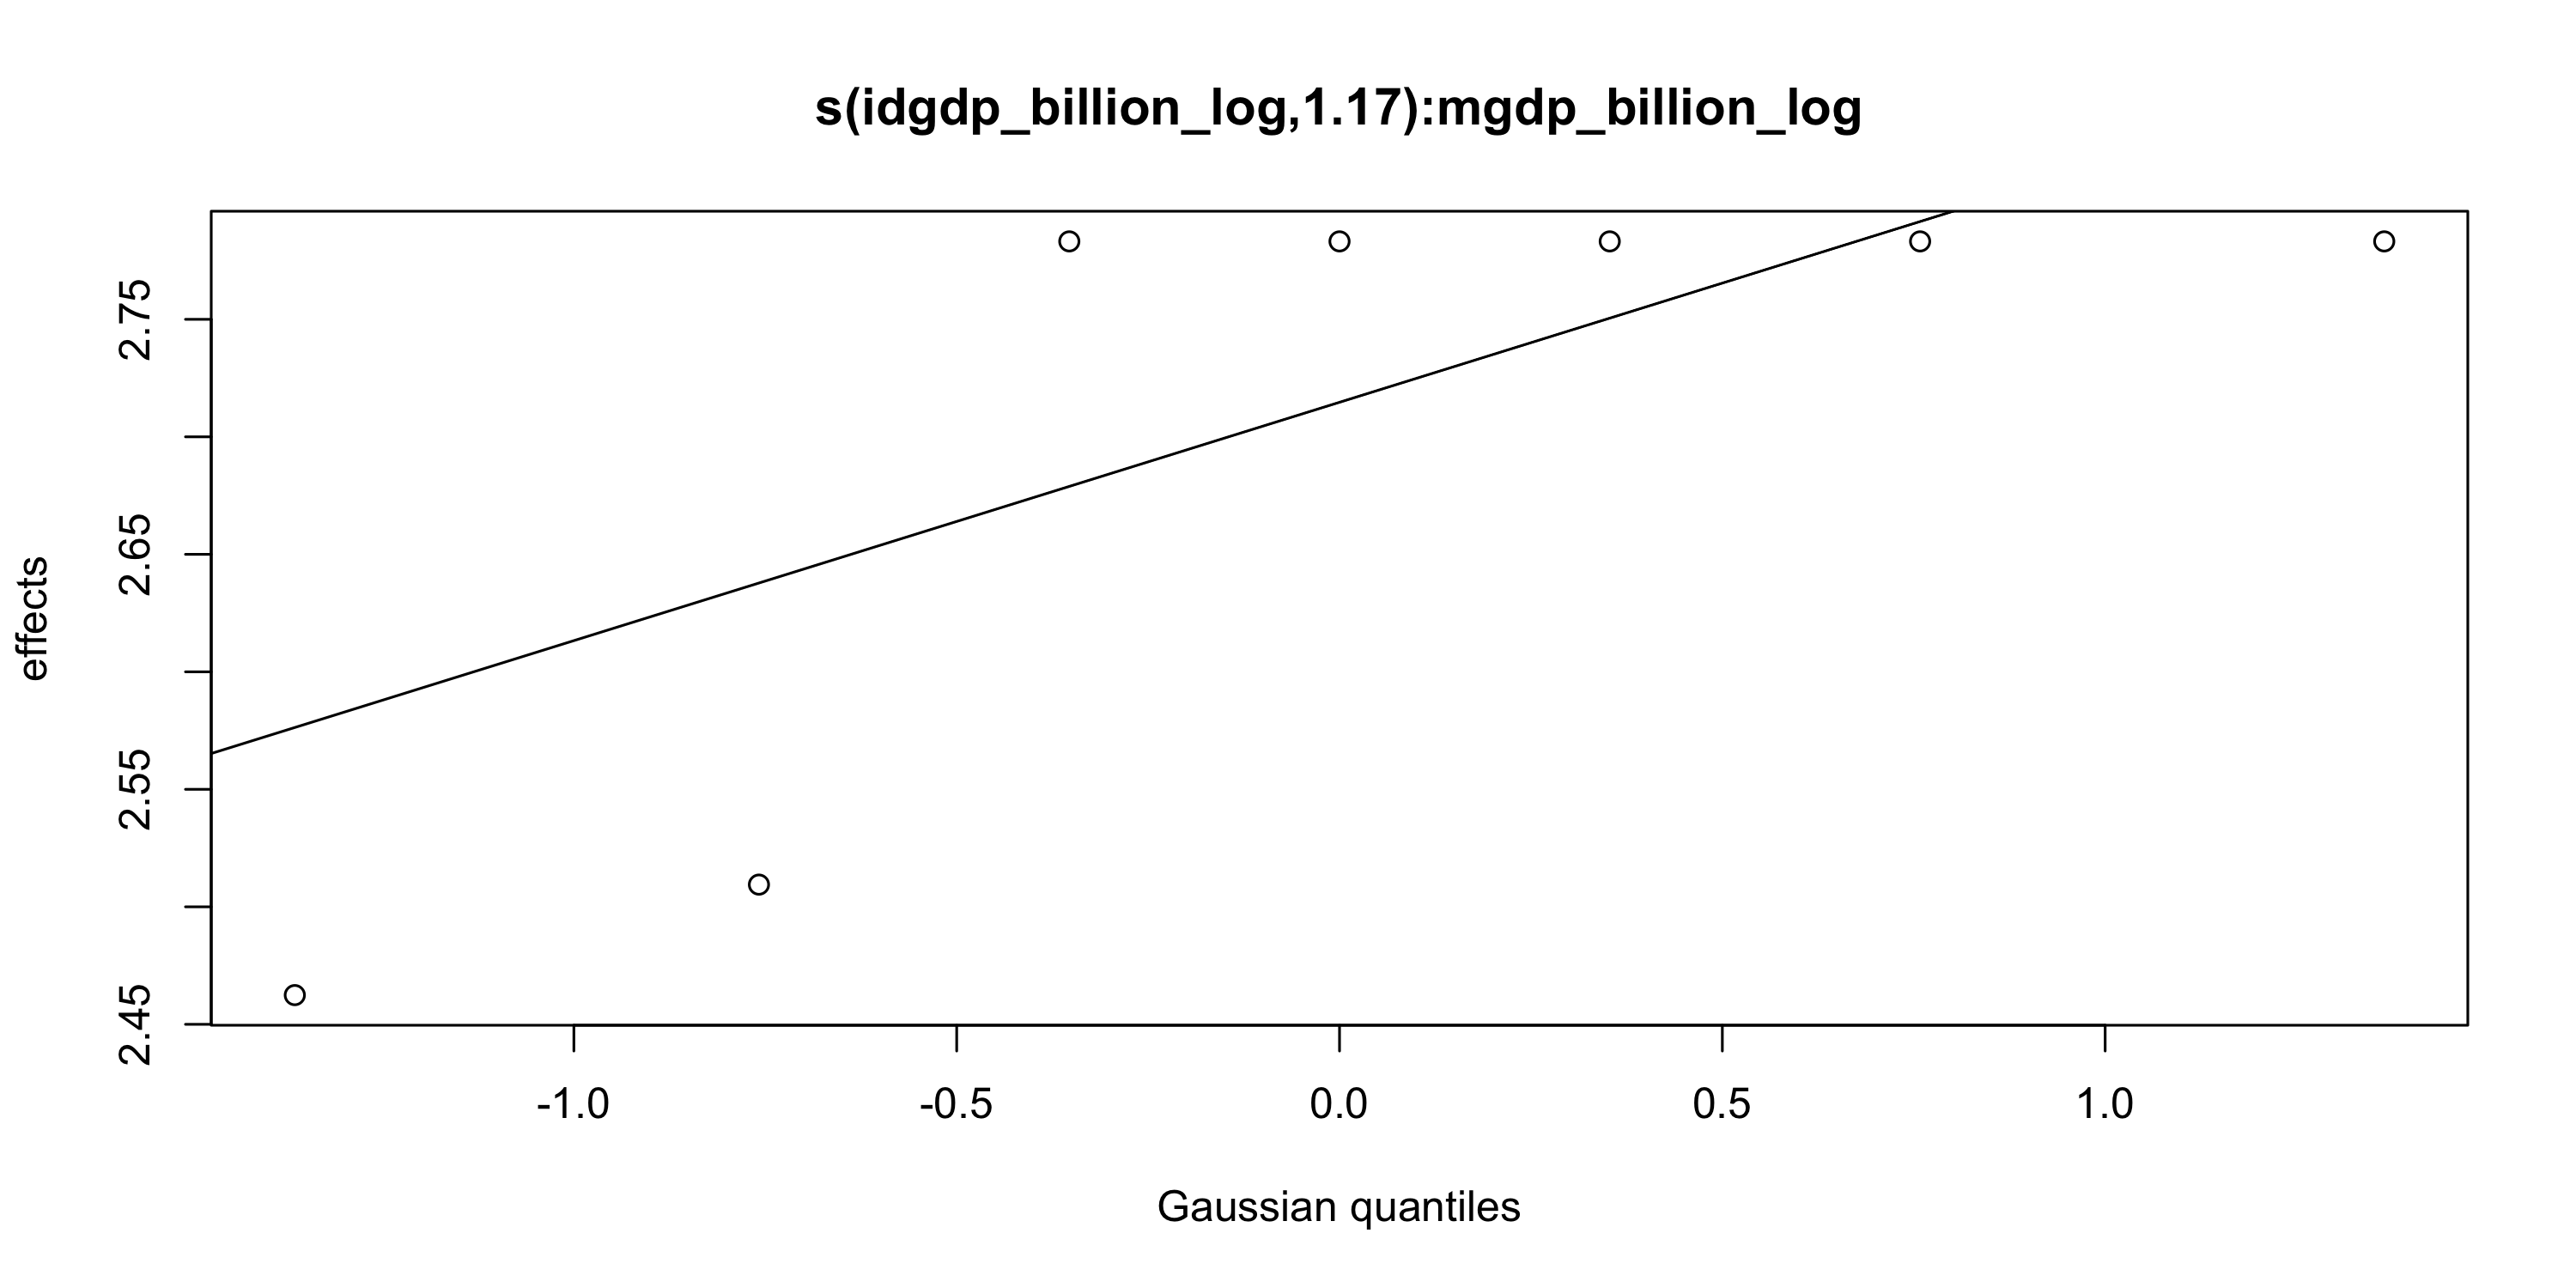 s(idgdp_billion_log,1.17):mgdp_billion_log
2.75
2.65
2.55
2.45
effects
-1.0 -0.5 0.0 0.5 1.0
Gaussian quantiles